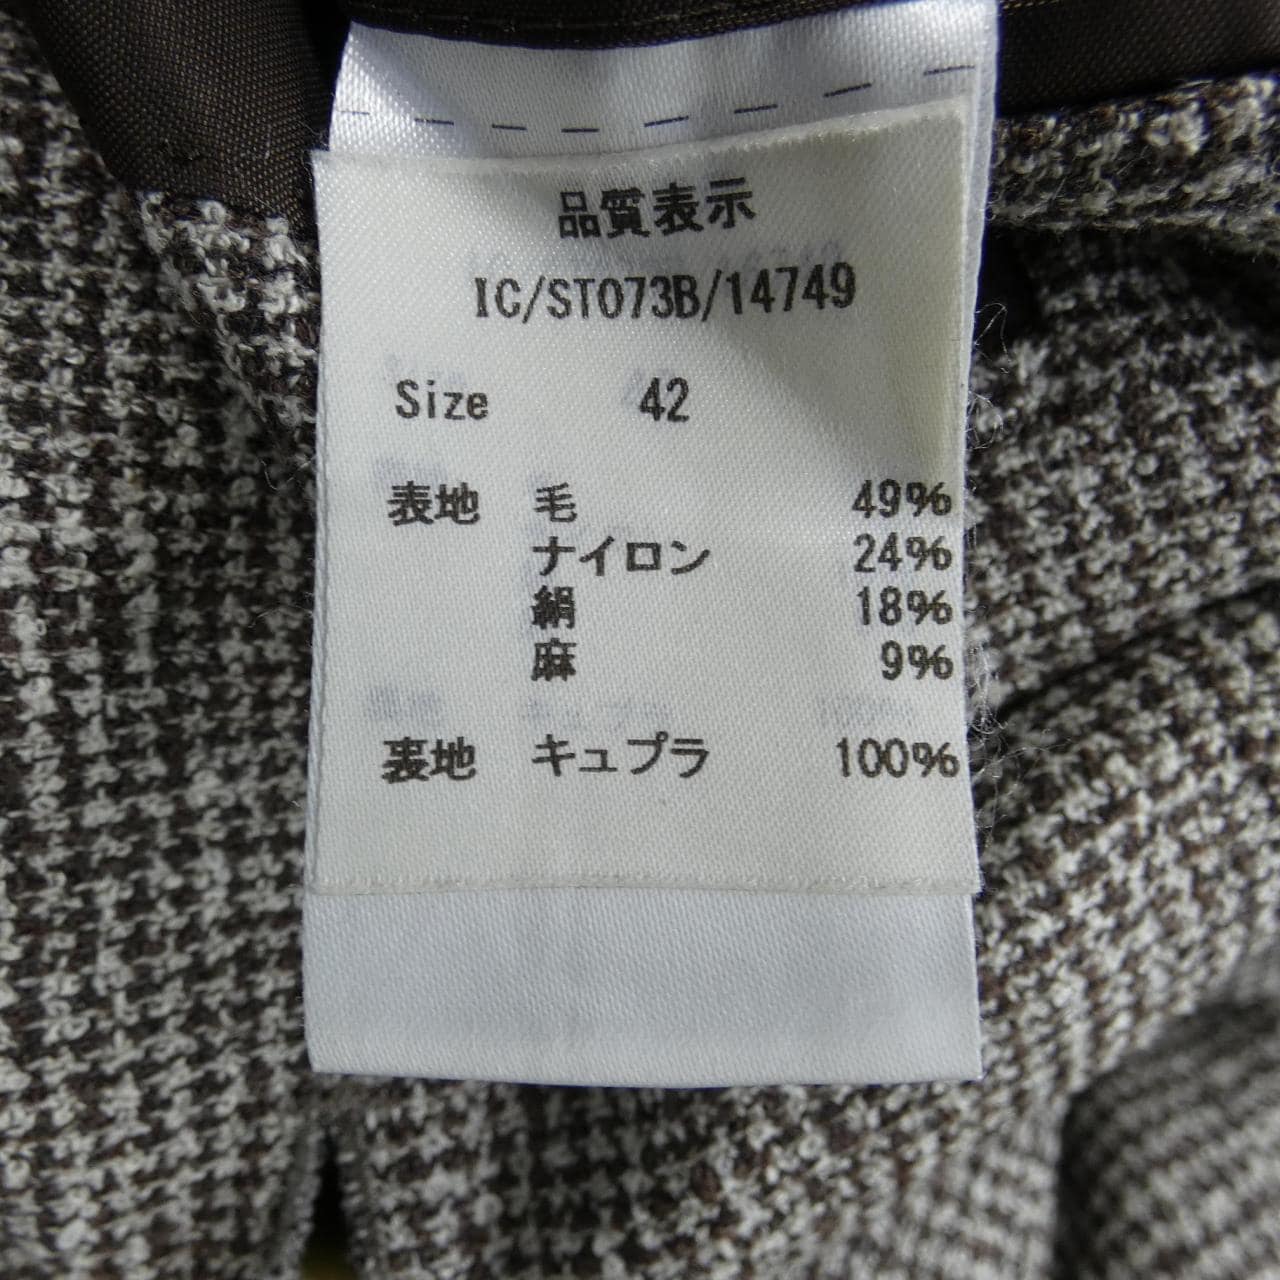 品質表示
IC/ST073B/14749
Size 42
表地 毛 49%
ナイロン 24%
絹 18%
麻 9%
裏地 キュプラ 100%